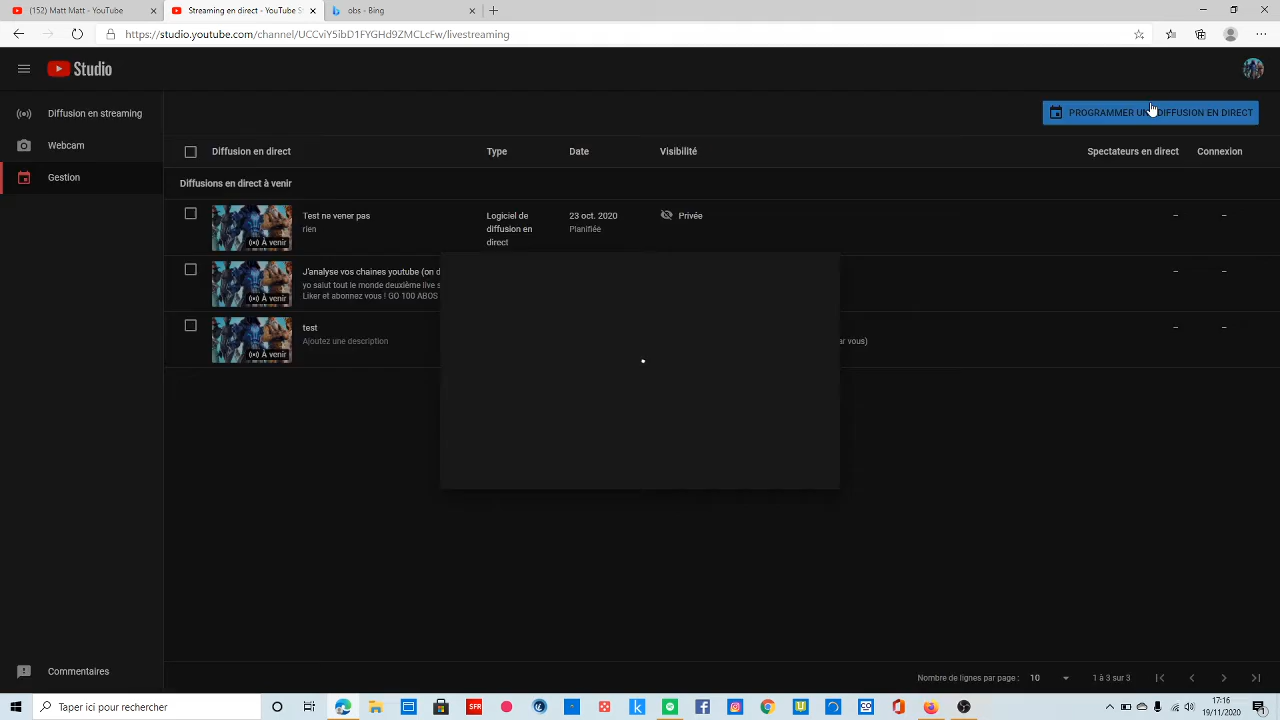 (152) Matt Matt - YouTube
Streaming en direct - YouTube S
obs - Bing
https://studio.youtube.com/channel/UCCviY5ibD1FYGHd9ZMCLcFw/livestreaming
Studio
PROGRAMMER UN DIFFUSION EN DIRECT
Diffusion en streaming
Webcam
Gestion
Diffusion en direct Type Date Visibilité Spectateurs en direct Connexion
Diffusions en direct à venir
Test ne vener pas
rien
À venir
Logiciel de
diffusion en
direct
23 oct. 2020
Planifiée
Privée
– –
J'analyse vos chaines youtube (on d
yo salut tout le monde deuxième live s
Liker et abonnez vous ! GO 100 ABOS
À venir
– –
test
Ajoutez une description
À venir
ar vous)
– –
Commentaires
Nombre de lignes par page : 10 1 à 3 sur 3
Taper ici pour rechercher
SFR
17:16
19/11/2020